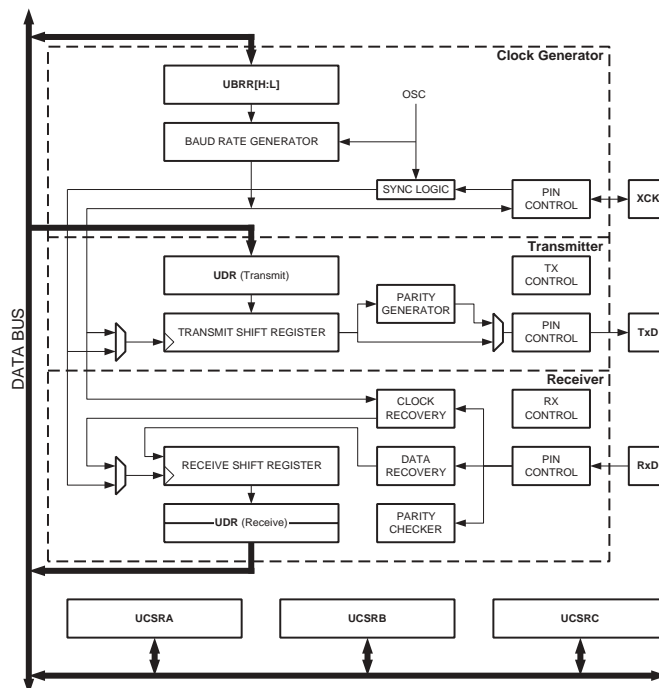 Clock Generator
UBRR[H:L]
OSC
BAUD RATE GENERATOR
SYNC LOGIC
PIN
CONTROL
XCK
Transmitter
UDR (Transmit)
TX
CONTROL
PARITY
GENERATOR
TRANSMIT SHIFT REGISTER
PIN
CONTROL
TxD
DATA BUS
Receiver
CLOCK
RECOVERY
RX
CONTROL
RECEIVE SHIFT REGISTER
DATA
RECOVERY
PIN
CONTROL
RxD
UDR (Receive)
PARITY
CHECKER
UCSRA
UCSRB
UCSRC